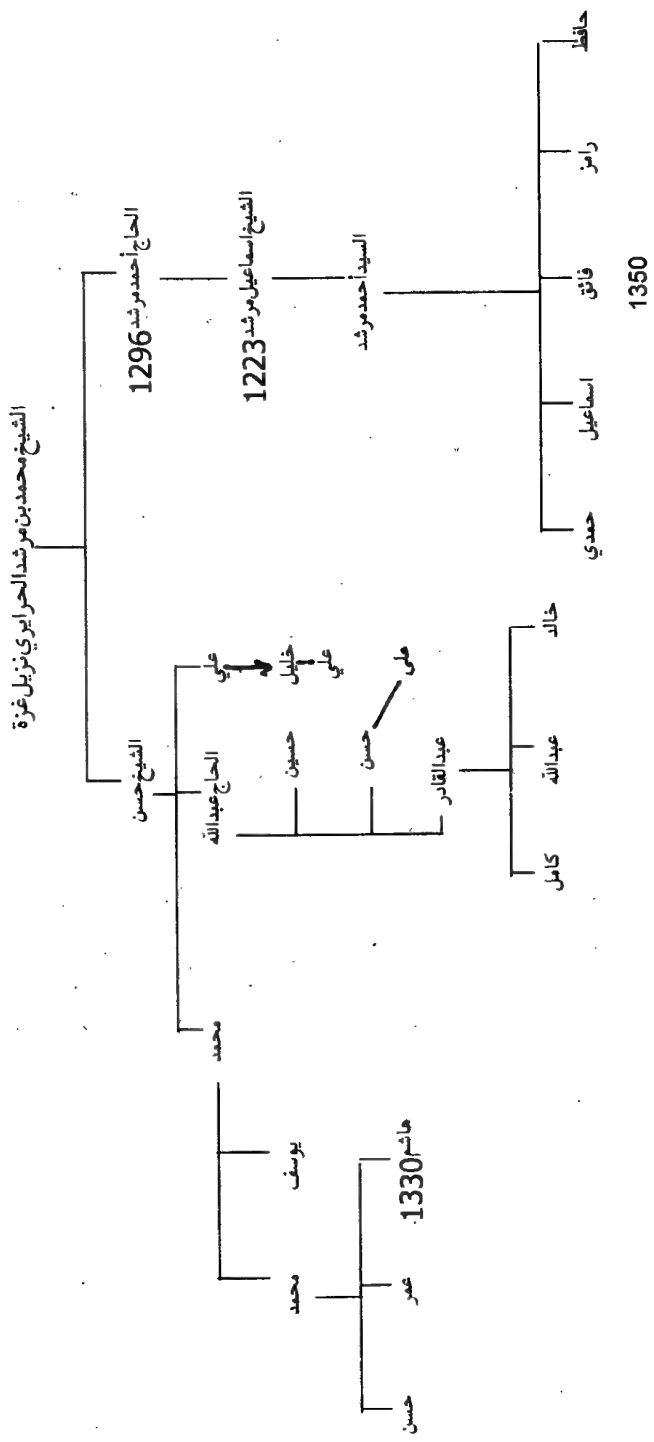 الشيخ محمد بن مرشد الحرايري نزيل غزة
الحاج أحمد مرشد 1296
الشيخ حسن
الشيخ اسماعيل مرشد 1223
علي
الحاج عبدالله
محمد
خليل
علي
حسين
يوسف
محمد
السيد أحمد مرشد
علي
حسن
هاشم 1330
عمر
حسن
عبدالقادر
حافظ
رامز
فائق
اسماعيل
حمدي
خالد
عبدالله
كامل
1350